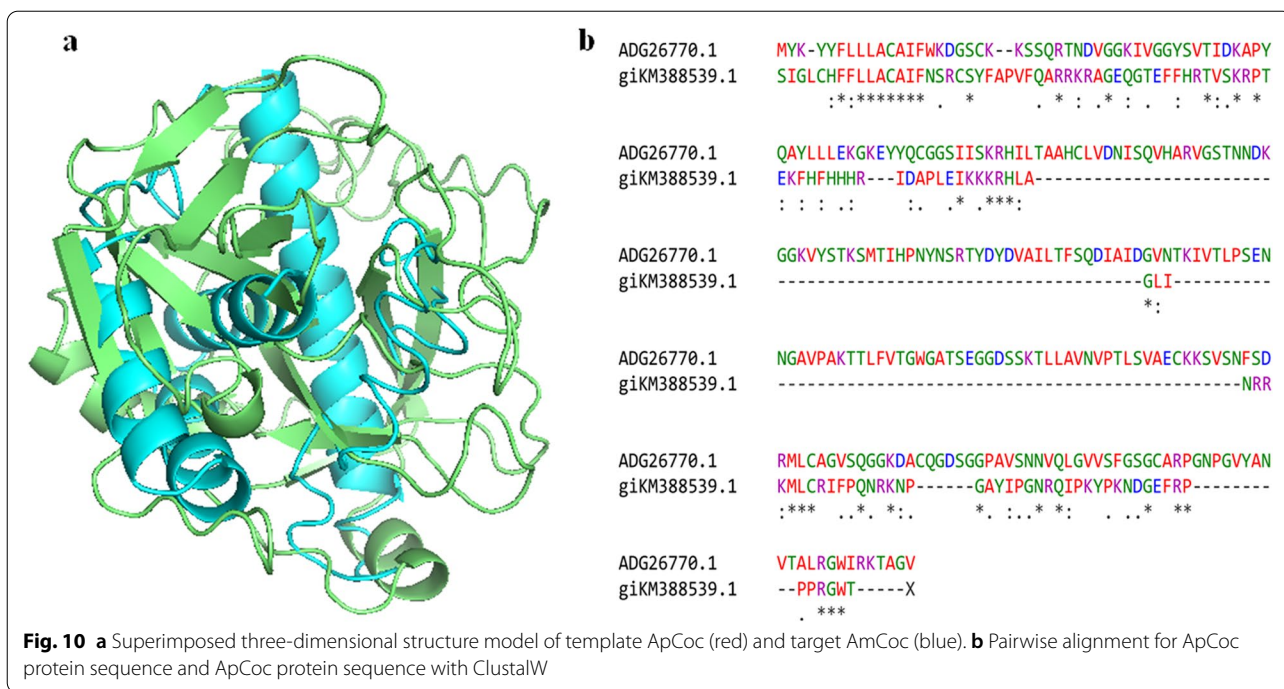 a
b
ADG26770.1 MYK-YYFLLLACAIFWKDGSCK--KSSQRTNDVGGKIVGGYSVTIDKAPY
giKM388539.1 SIGLCHFFLLACAIFNSRCSYFAPVFQARRKRAGEQGTEFFHRTVSKRPT
:*:******* . * . * : .* : . : *:.* *
ADG26770.1 QAYLLLEKGKEYYQCGGSIISKRHILTAAHCLVDNISQVHARVGSTNNDK
giKM388539.1 EKFHFHHHR---IDAPLEIKKKRHLA------------------------
: : : .: :. .* .***:
ADG26770.1 GGKVYSTKSMTIHPNYNSRTYDYDVAILTFSQDIAIDGVNTKIVTLPSEN
giKM388539.1 -------------------------------------GLI----------
*:
ADG26770.1 NGAVPAKTTLFVTGWGATSEGGDSSKTLLAVNVPTLSVAECKKSVSNFSD
giKM388539.1 -----------------------------------------------NRR
ADG26770.1 RMLCAGVSQGGKDACQGDSGGPAVSNNVQLGVVSFGSGCARPGNPGVYAN
giKM388539.1 KMLCRIFPQNRKNP------GAYIPGNRQIPKYPKNDGEFRP--------
:*** ..*. *:. *. :..* *: . ..* **
ADG26770.1 VTALRGWIRKTAGV
giKM388539.1 --PPRGWT-----X
. ***
Fig. 10 a Superimposed three-dimensional structure model of template ApCoc (red) and target AmCoc (blue). b Pairwise alignment for ApCoc
protein sequence and ApCoc protein sequence with ClustalW